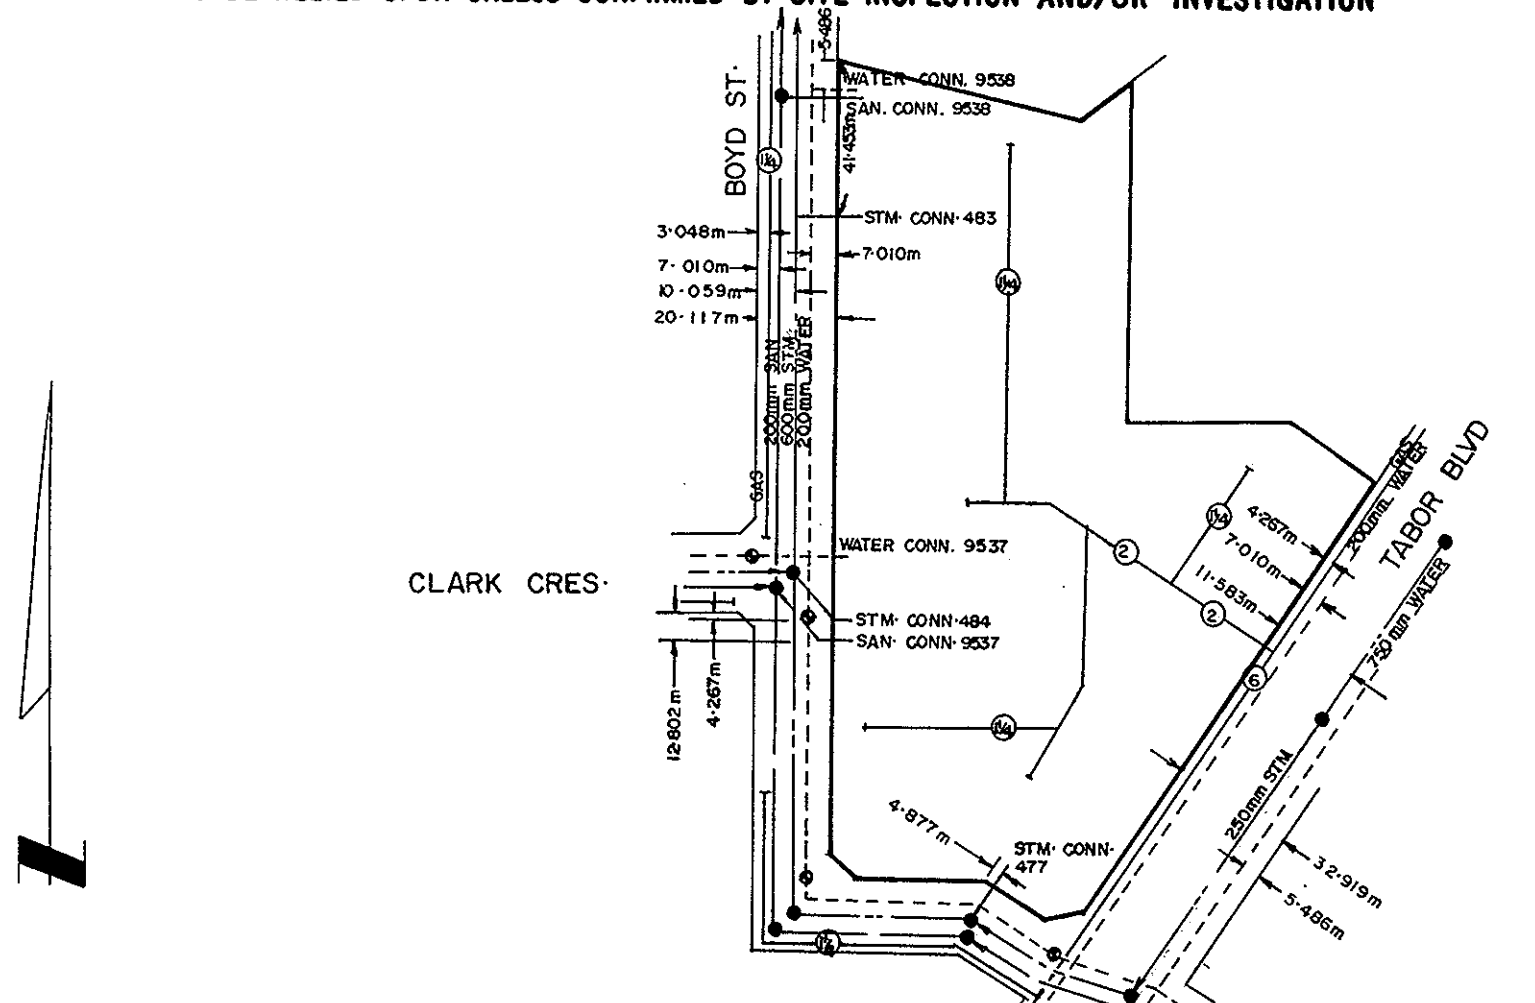 INSPECTION AND/OR INVESTIGATION
5·486
WATER CONN. 9538
SAN. CONN. 9538
BOYD ST·
41·453m
1¼
STM· CONN·483
3·048m
7·010m
7·010m
10·059m
20·117m
1¼
200mm SAN
600mm STM·
200mm WATER
GAS
GAS
200mm WATER
TABOR BLVD
1¼
4·267m
7·010m
11·583m
2
2
WATER CONN. 9537
CLARK CRES·
STM· CONN·484
SAN· CONN·9537
750mm WATER
6
12·802m
4·267m
1¼
250mm STM
4·877m
STM· CONN·
477
32·919m
5·486m